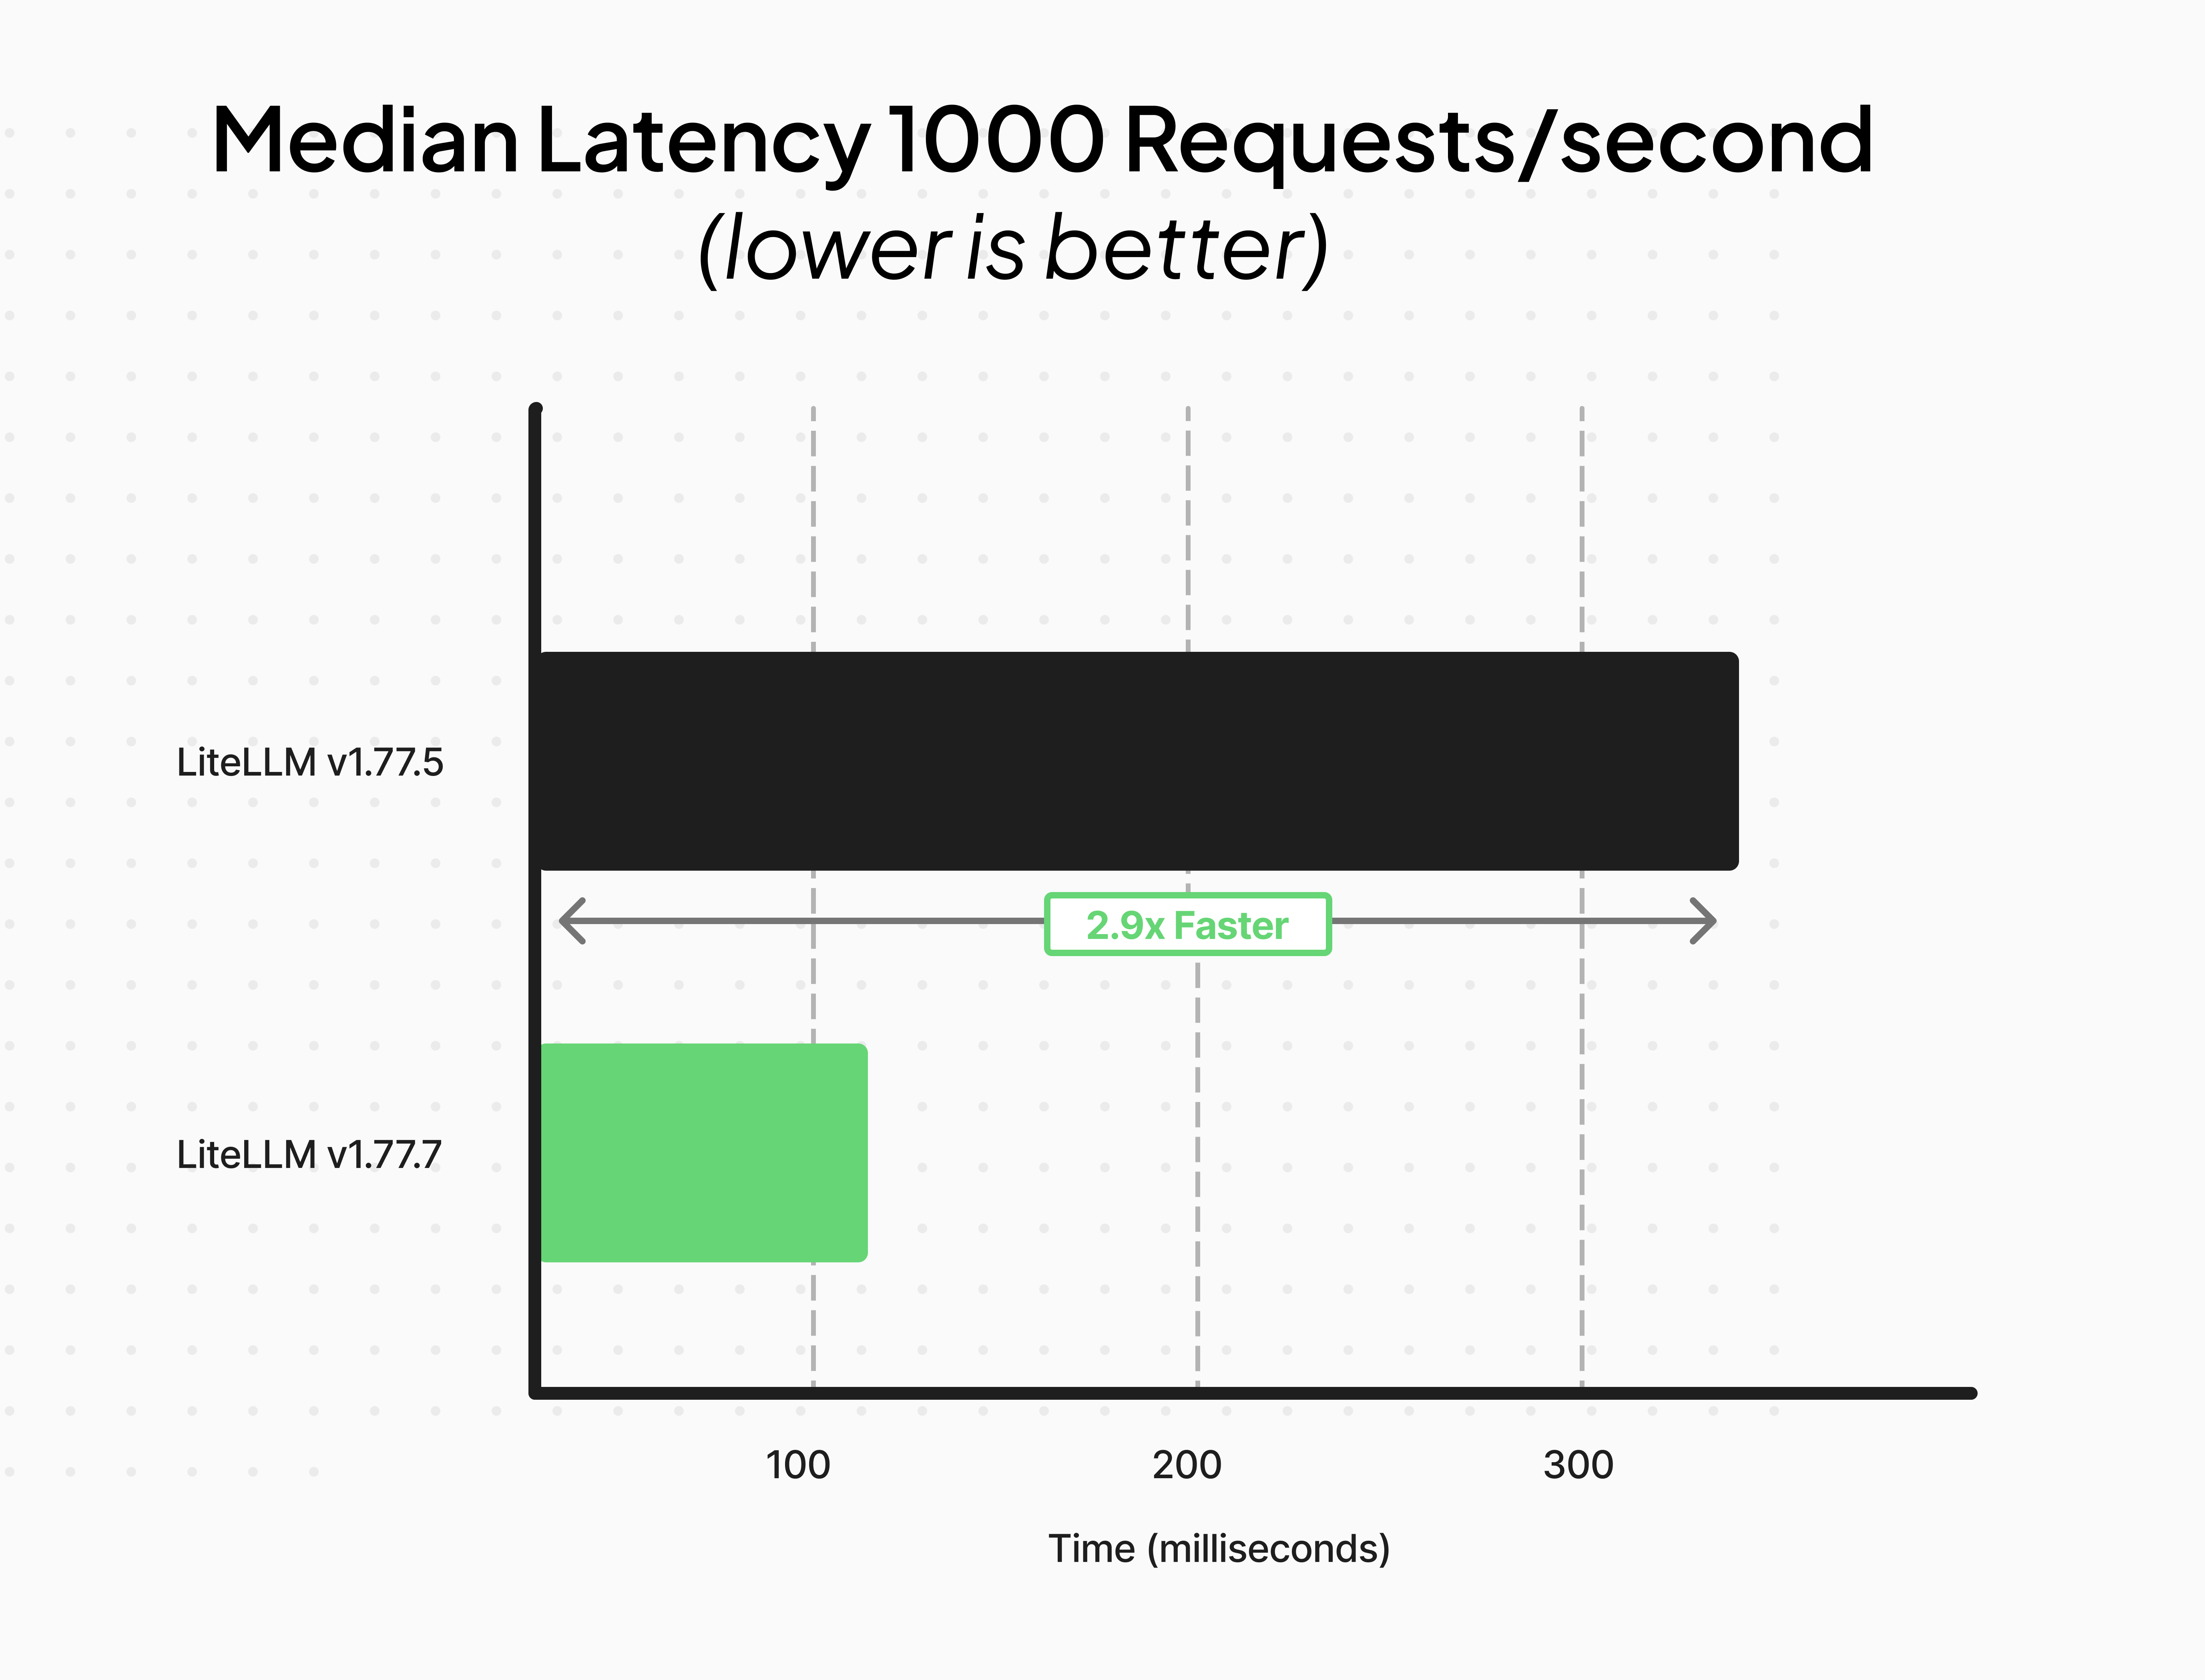 Median Latency 1000 Requests/second
(lower is better)
LiteLLM v1.77.5
2.9x Faster
LiteLLM v1.77.7
100 200 300
Time (milliseconds)